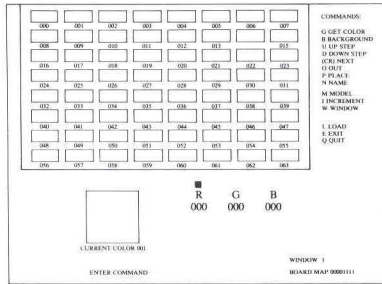 COMMANDS:
000 001 002 003 004 005 006 007
G GET COLOR
B BACKGROUND
008 009 010 011 012 013 015
U UP STEP
D DOWN STEP
016 017 018 019 020 021 022 023
(CR) NEXT
O OUT
P PLACE
024 025 026 027 028 029 030 031
N NAME
M MODEL
032 033 034 035 036 037 038 039
I INCREMENT
W WINDOW
040 041 042 043 044 045 046 047
L LOAD
E EXIT
048 049 050 051 052 053 054 055
Q QUIT
056 057 058 059 060 061 062 063
R G B
000 000 000
CURRENT COLOR 001
WINDOW 1
ENTER COMMAND
BOARD MAP 00001111